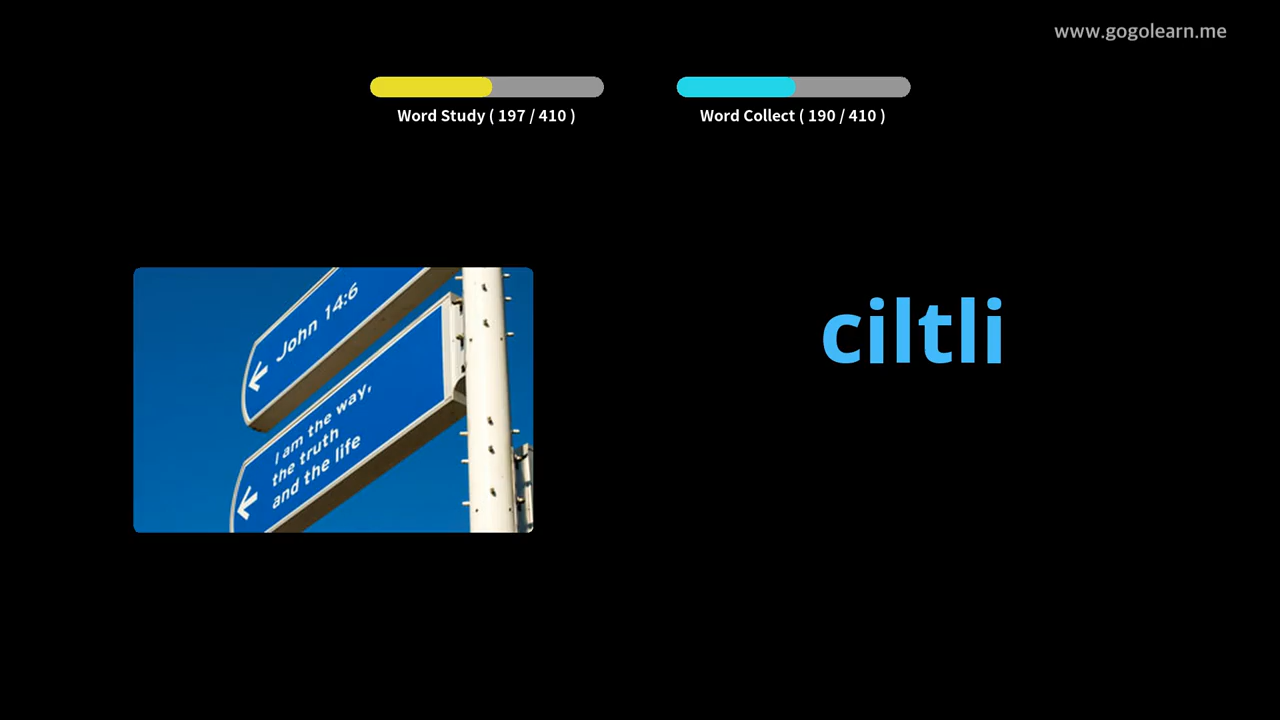 www.gogolearn.me
Word Study ( 197 / 410 )
Word Collect ( 190 / 410 )
John 14:6
I am the way,
the truth
and the life
ciltli